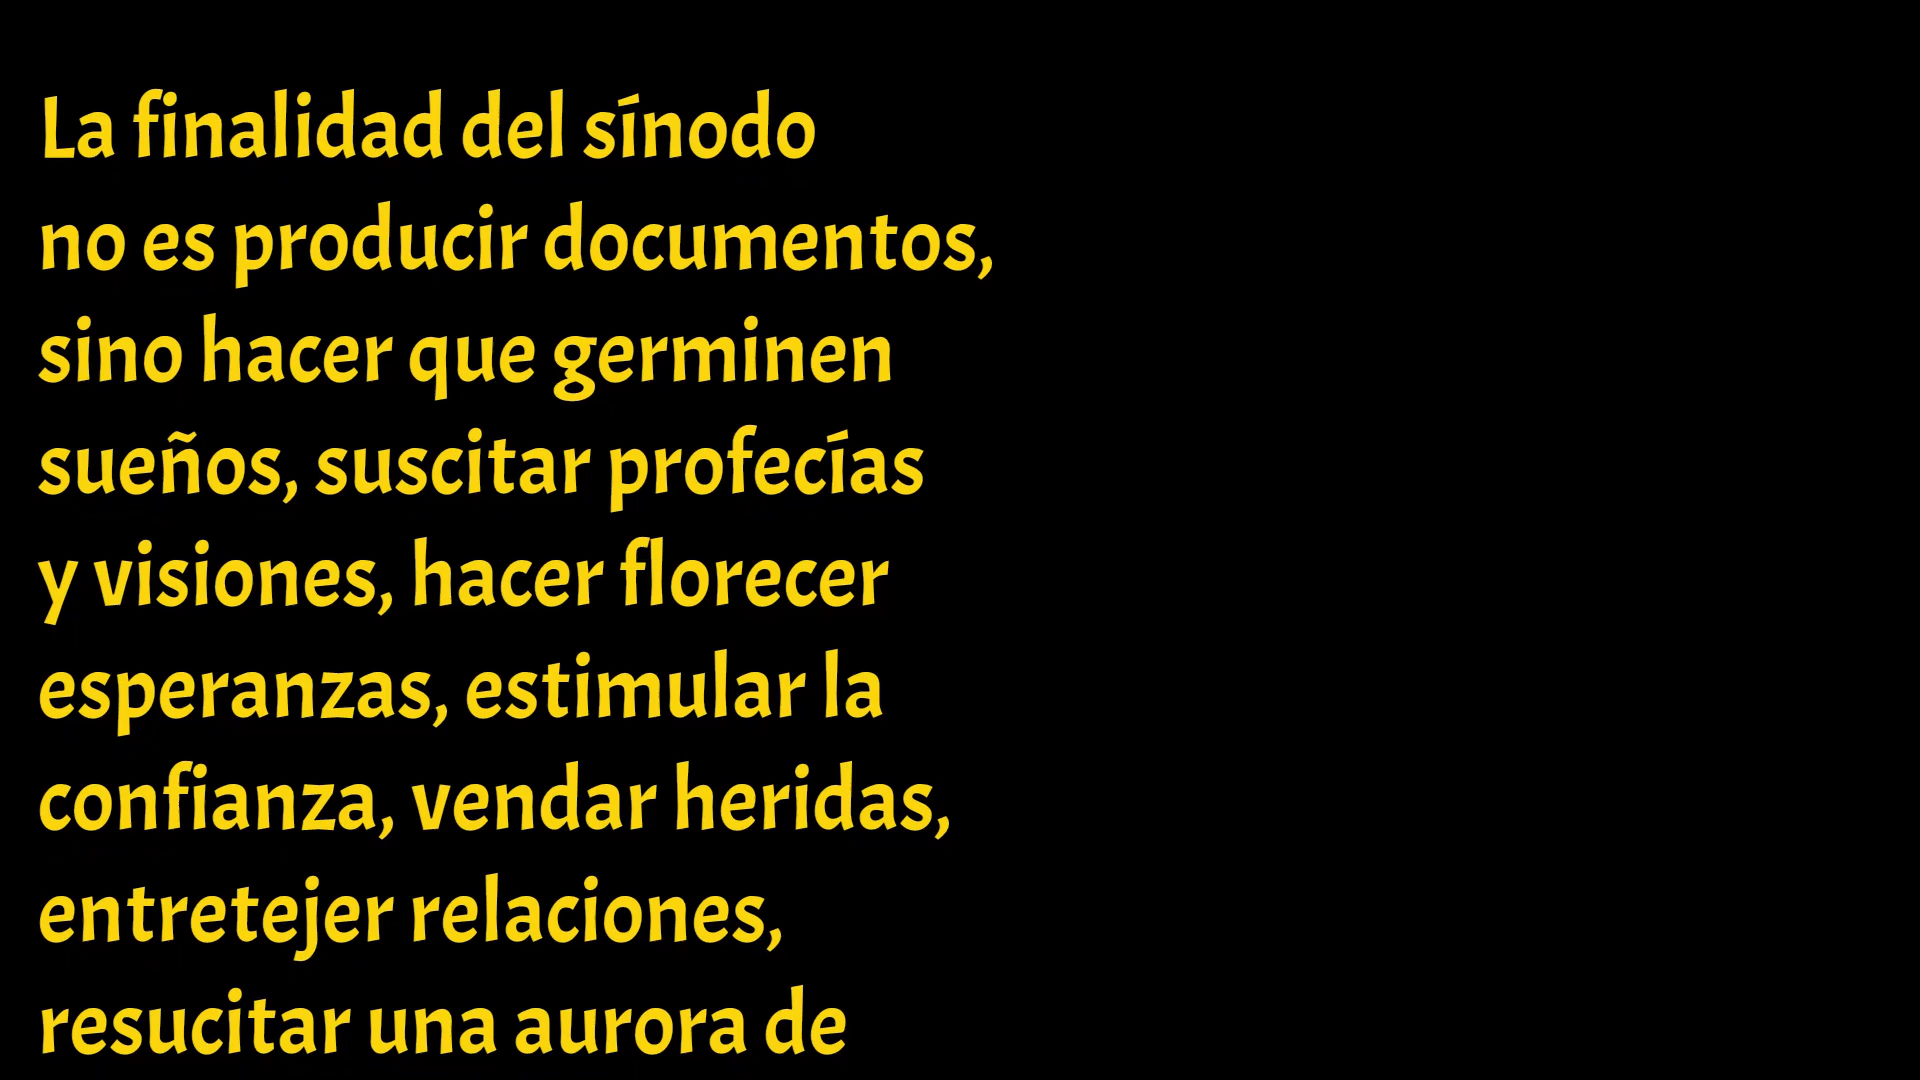 La finalidad del sínodo
no es producir documentos,
sino hacer que germinen
sueños, suscitar profecías
y visiones, hacer florecer
esperanzas, estimular la
confianza, vendar heridas,
entretejer relaciones,
resucitar una aurora de